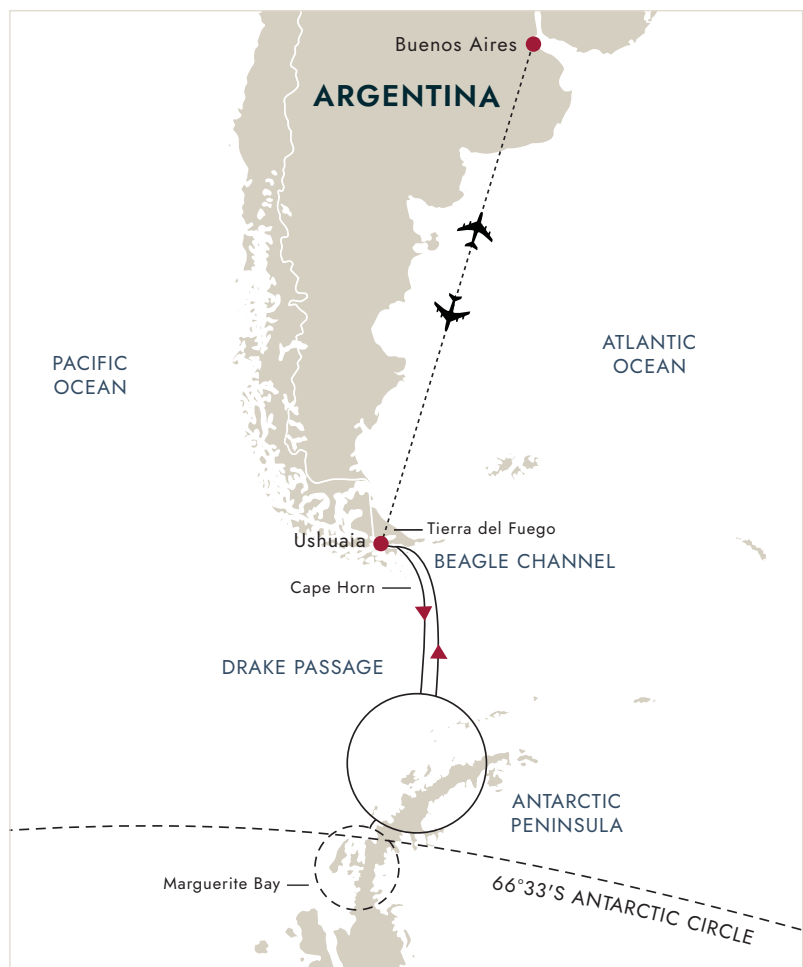 Buenos Aires
ARGENTINA
ATLANTIC
OCEAN
PACIFIC
OCEAN
Tierra del Fuego
Ushuaia
BEAGLE CHANNEL
Cape Horn
DRAKE PASSAGE
ANTARCTIC
PENINSULA
Marguerite Bay
66°33'S ANTARCTIC CIRCLE